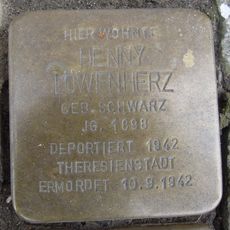 HIER WOHNTE
HENNY
LÖWENHERZ
GEB. SCHWARZ
JG. 1898
DEPORTIERT 1942
THERESIENSTADT
ERMORDET 10.9.1942